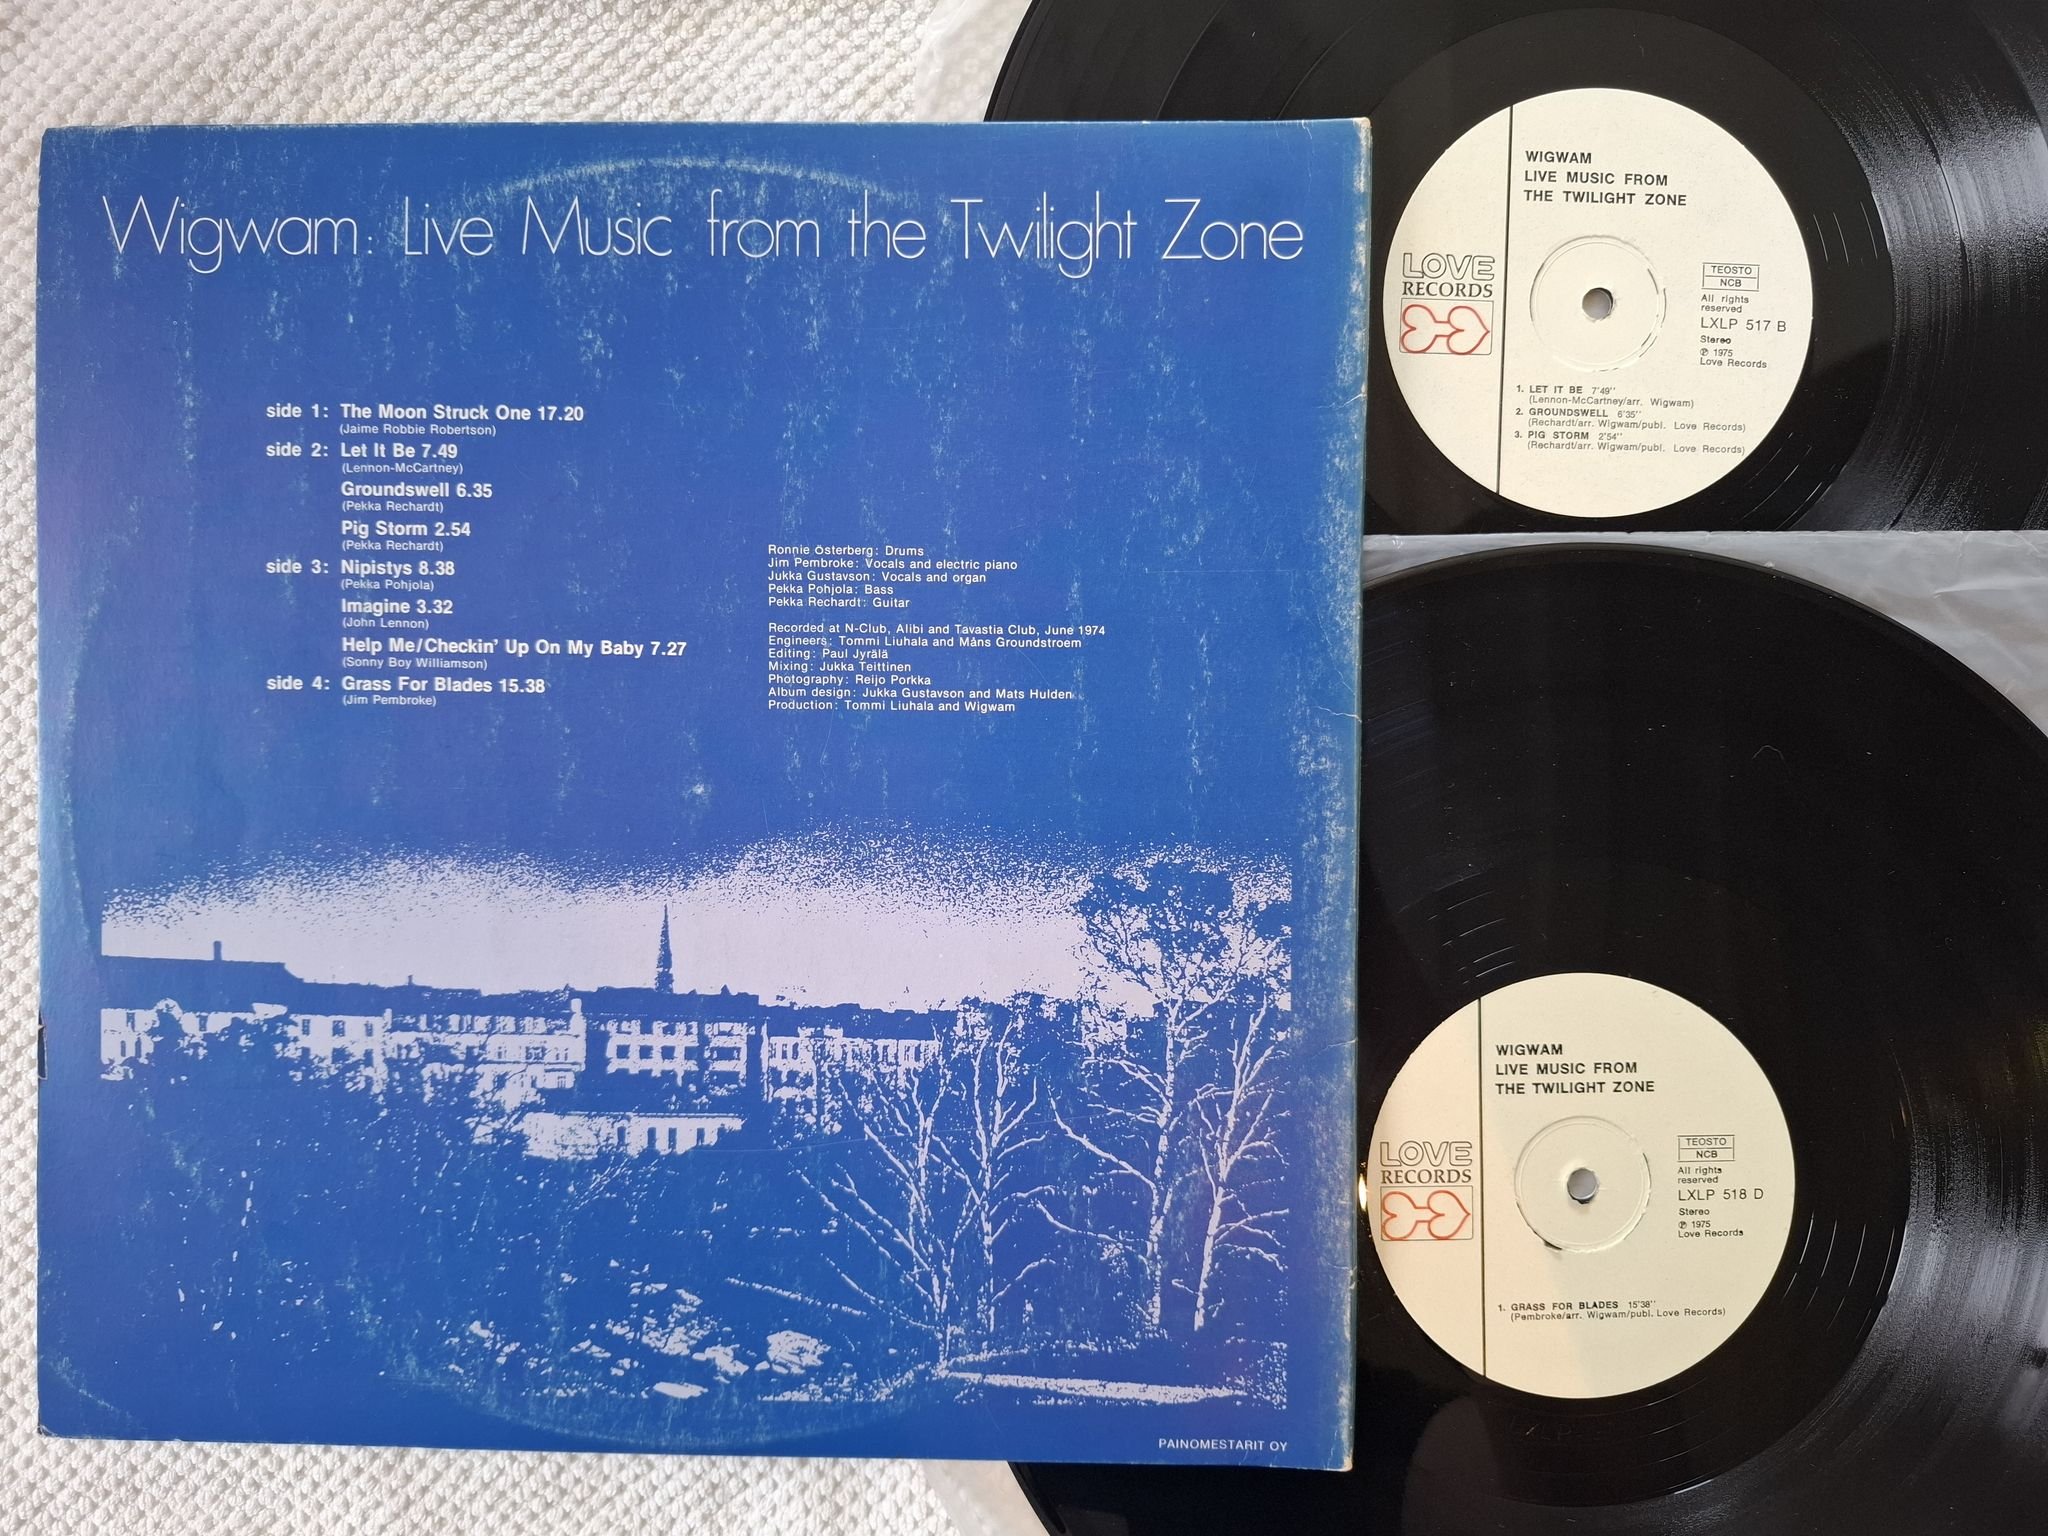 Wigwam: Live Music from the Twilight Zone
side 1: The Moon Struck One 17.20
(Jaime Robbie Robertson)
side 2: Let It Be 7.49
(Lennon-McCartney)
Groundswell 6.35
(Pekka Rechardt)
Pig Storm 2.54
(Pekka Rechardt)
side 3: Nipistys 8.38
(Pekka Pohjola)
Imagine 3.32
(John Lennon)
Help Me/Checkin' Up On My Baby 7.27
(Sonny Boy Williamson)
side 4: Grass For Blades 15.38
(Jim Pembroke)
Ronnie Österberg: Drums
Jim Pembroke: Vocals and electric piano
Jukka Gustavson: Vocals and organ
Pekka Pohjola: Bass
Pekka Rechardt: Guitar
Recorded at N-Club, Alibi and Tavastia Club, June 1974
Engineers: Tommi Liuhala and Måns Groundstroem
Editing: Paul Jyrälä
Mixing: Jukka Teittinen
Photography: Reijo Porkka
Album design: Jukka Gustavson and Mats Hulden
Production: Tommi Liuhala and Wigwam
PAINOMESTARIT OY
WIGWAM
LIVE MUSIC FROM
THE TWILIGHT ZONE
LOVE
RECORDS
TEOSTO
NCB
All rights
reserved
LXLP 517 B
Stereo
℗ 1975
Love Records
1. LET IT BE 7'49''
(Lennon-McCartney/arr. Wigwam)
2. GROUNDSWELL 6'35''
(Rechardt/arr. Wigwam/publ. Love Records)
3. PIG STORM 2'54''
(Rechardt/arr. Wigwam/publ. Love Records)
WIGWAM
LIVE MUSIC FROM
THE TWILIGHT ZONE
LOVE
RECORDS
TEOSTO
NCB
All rights
reserved
LXLP 518 D
Stereo
℗ 1975
Love Records
1. GRASS FOR BLADES 15'38''
(Pembroke/arr. Wigwam/publ. Love Records)